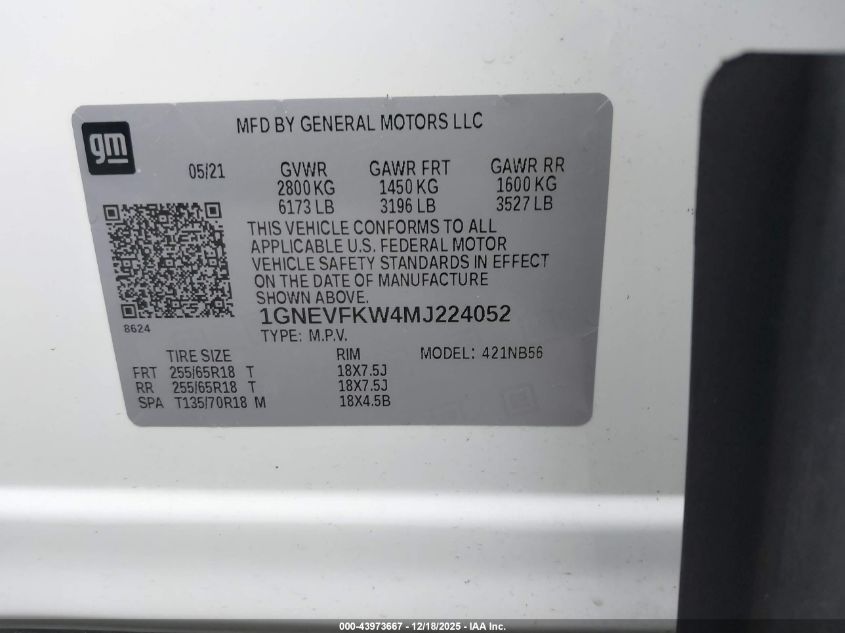 gm
MFD BY GENERAL MOTORS LLC
05/21 GVWR GAWR FRT GAWR RR
2800 KG 1450 KG 1600 KG
6173 LB 3196 LB 3527 LB
THIS VEHICLE CONFORMS TO ALL
APPLICABLE U.S. FEDERAL MOTOR
VEHICLE SAFETY STANDARDS IN EFFECT
ON THE DATE OF MANUFACTURE
SHOWN ABOVE.
8624
1GNEVFKW4MJ224052
TYPE: M.P.V.
TIRE SIZE RIM MODEL: 421NB56
FRT 255/65R18 T 18X7.5J
RR 255/65R18 T 18X7.5J
SPA T135/70R18 M 18X4.5B
000-43973667 - 12/18/2025 - IAA Inc.